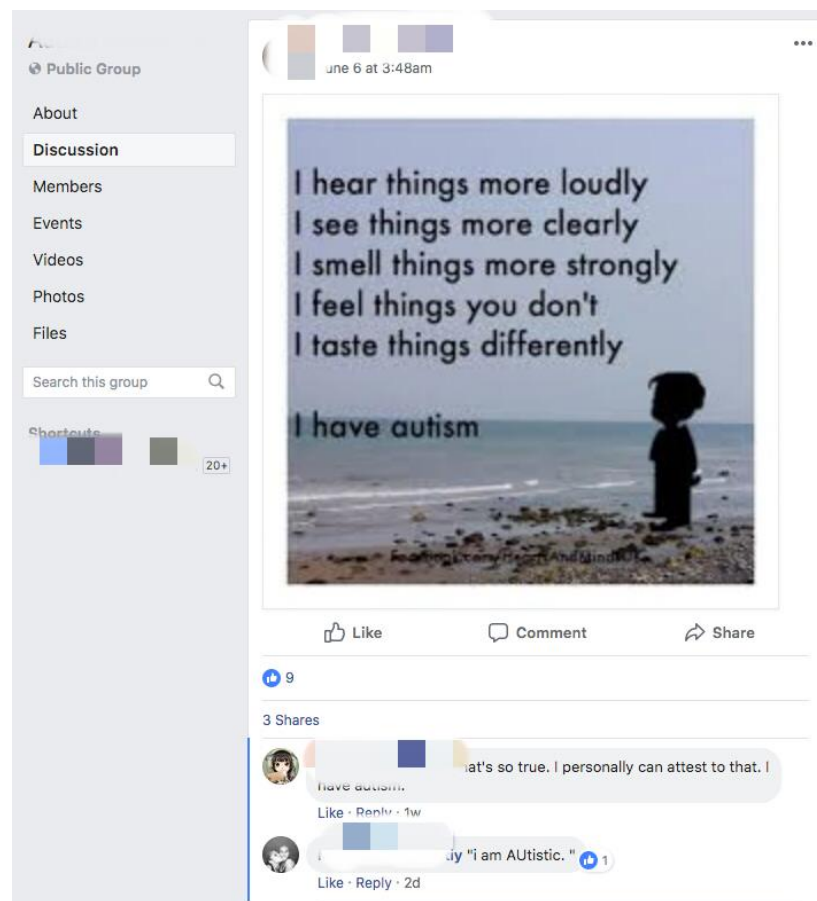 Public Group
About
Discussion
Members
Events
Videos
Photos
Files
Search this group
Shortcuts
20+
une 6 at 3:48am
I hear things more loudly
I see things more clearly
I smell things more strongly
I feel things you don't
I taste things differently
I have autism
Like Comment Share
9
3 Shares
at's so true. I personally can attest to that. I
have autism.
Like · Reply · 1w
"i am AUtistic. " 1
Like · Reply · 2d